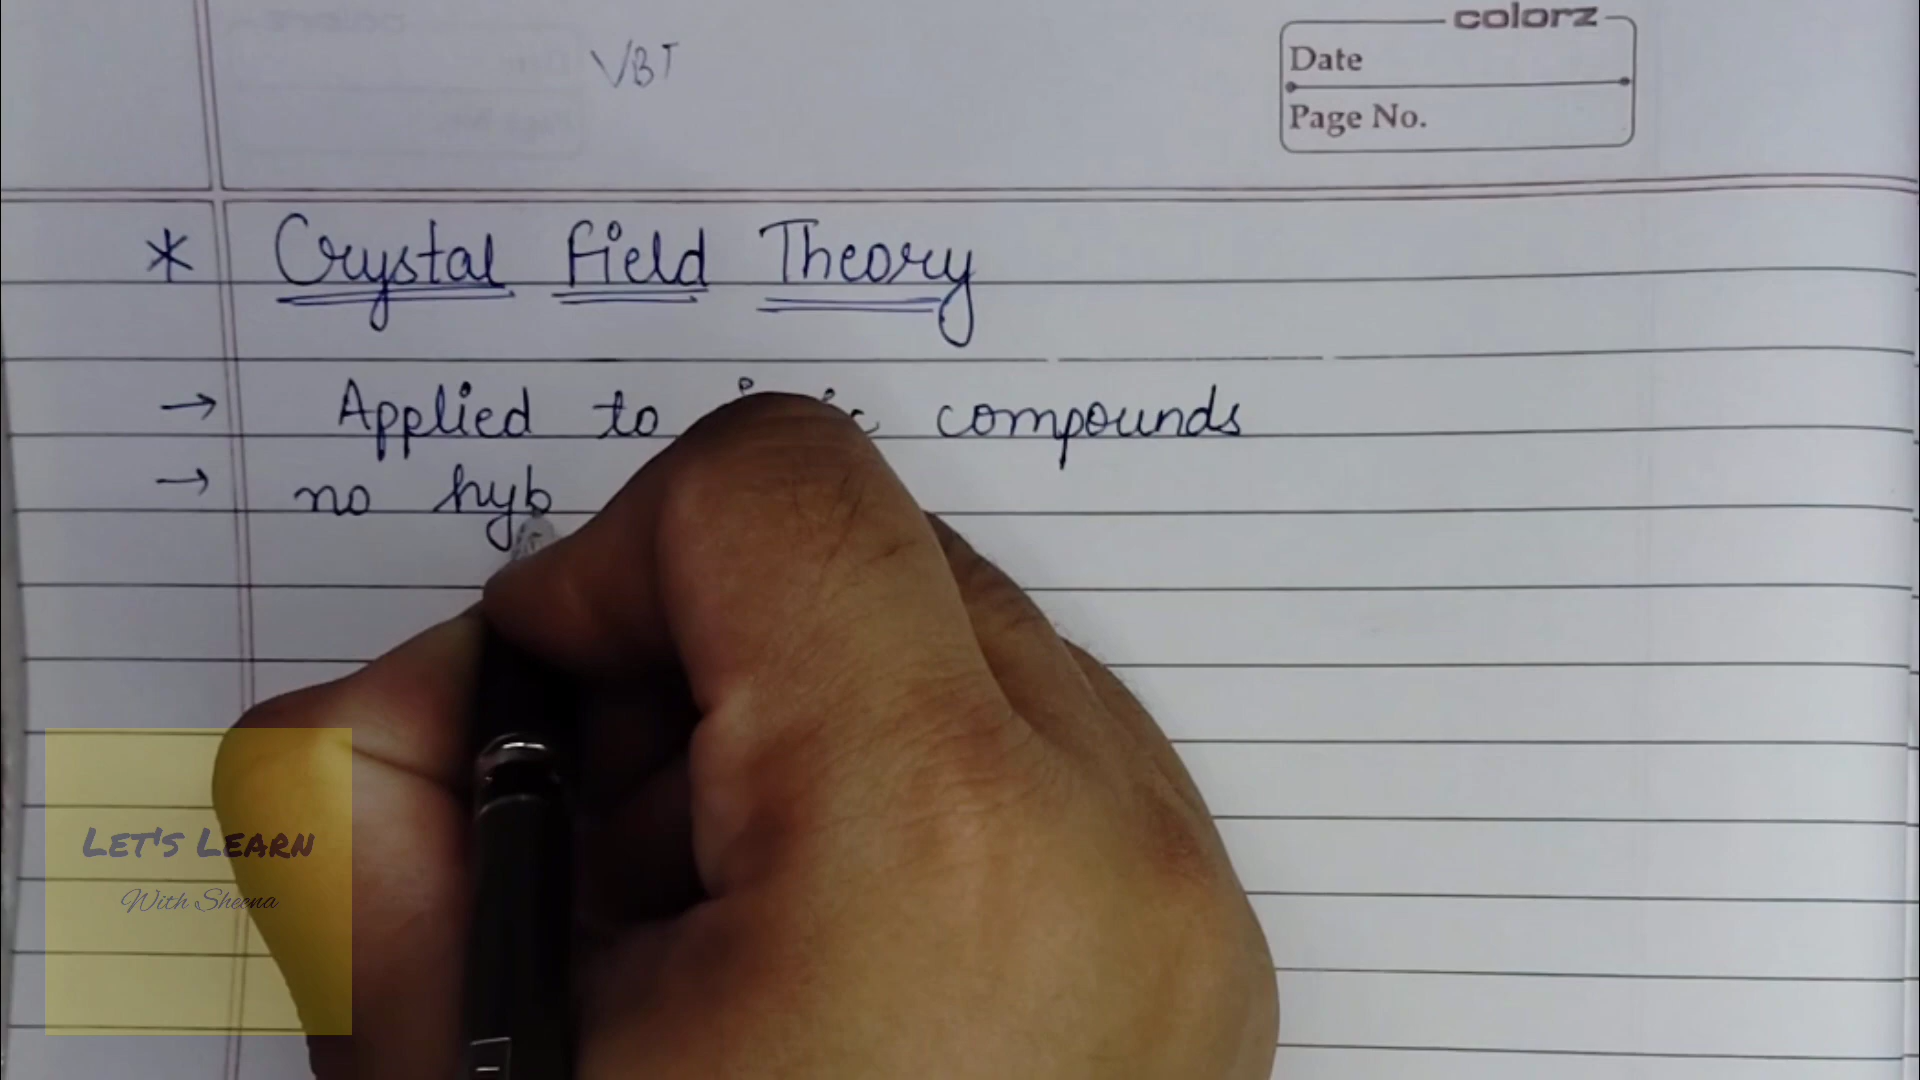 colorz
VBT
Date
Page No.
* Crystal Field Theory
→ Applied to compounds
→ no hyb
LET'S LEARN
With Sheena